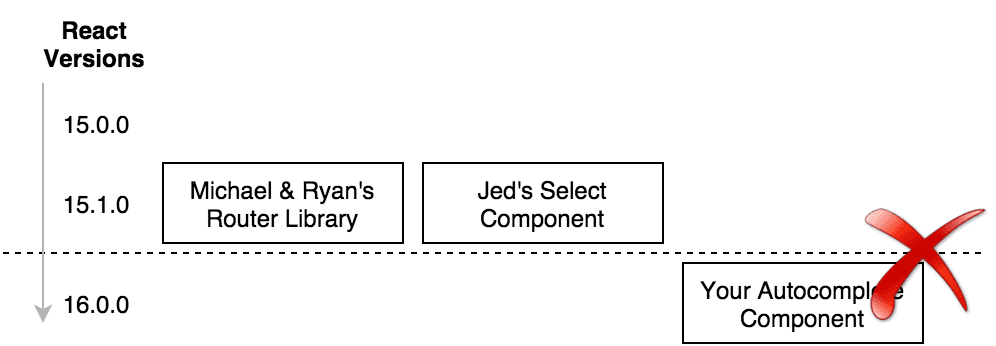 React
Versions
15.0.0
15.1.0
Michael & Ryan's
Router Library
Jed's Select
Component
16.0.0
Your Autocomplete
Component